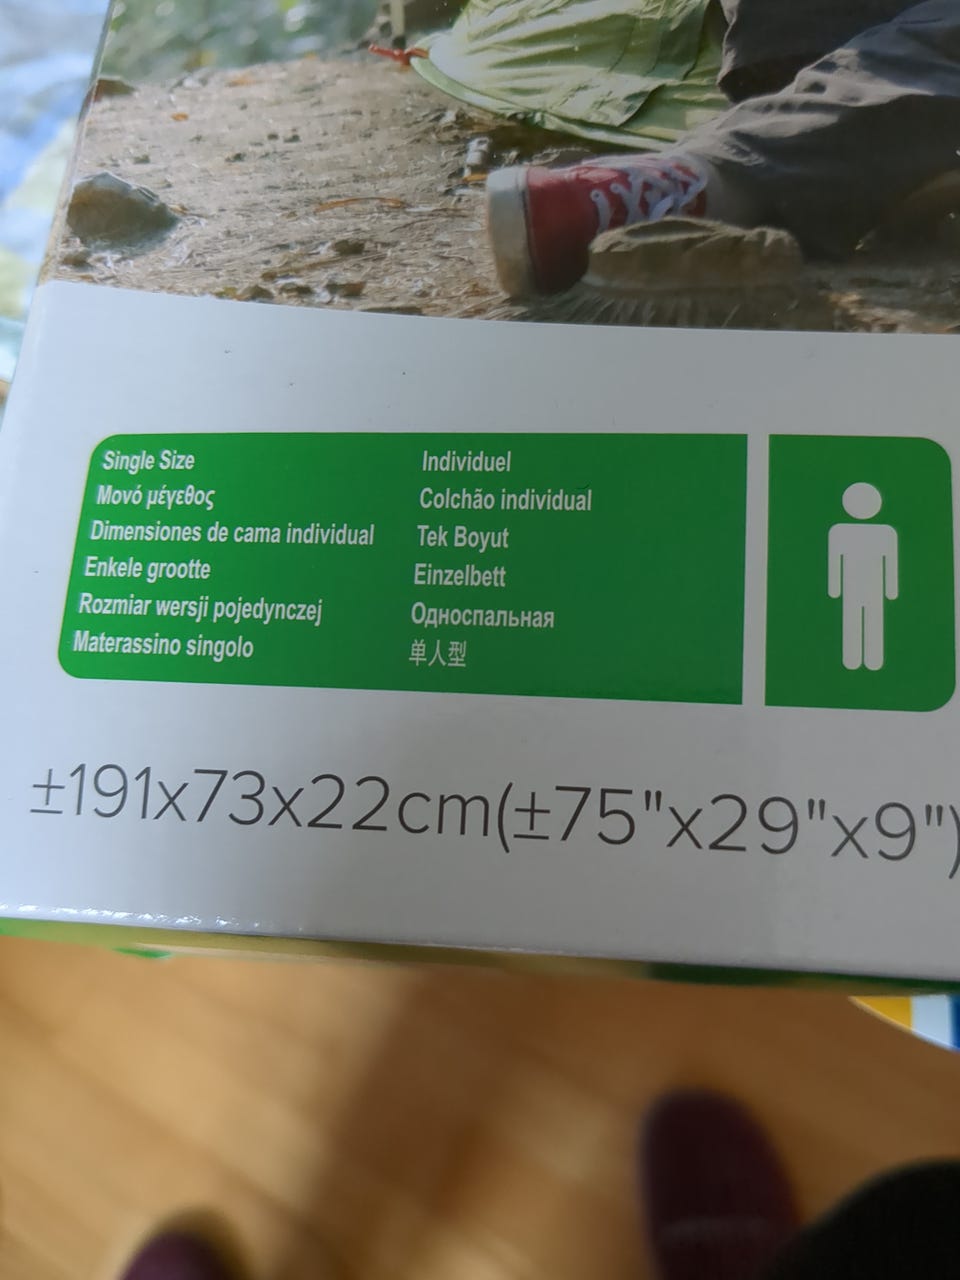 Single Size
Μονό μέγεθος
Dimensiones de cama individual
Enkele grootte
Rozmiar wersji pojedynczej
Materassino singolo
Individuel
Colchão individual
Tek Boyut
Einzelbett
Односпальная
单人型
±191x73x22cm(±75"x29"x9")